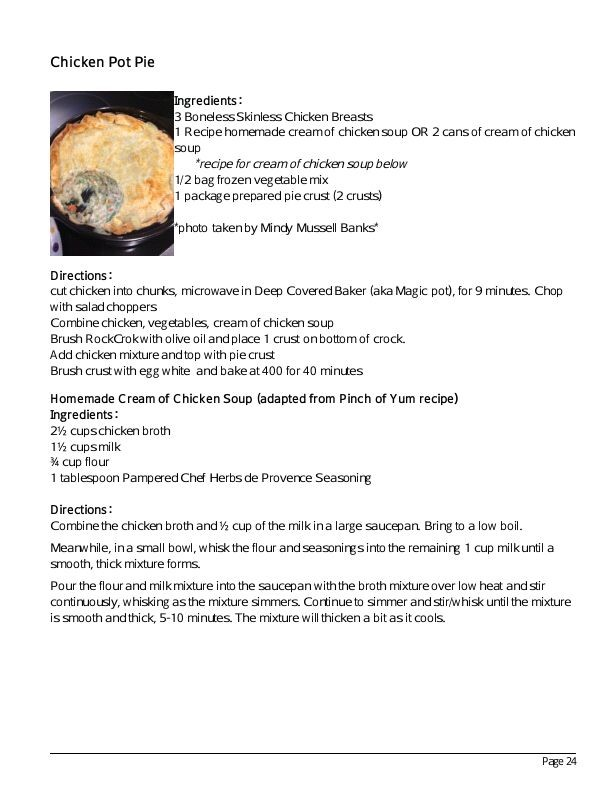 Chicken Pot Pie
Ingredients:
3 Boneless Skinless Chicken Breasts
1 Recipe homemade cream of chicken soup OR 2 cans of cream of chicken
soup
*recipe for cream of chicken soup below
1/2 bag frozen vegetable mix
1 package prepared pie crust (2 crusts)
*photo taken by Mindy Mussell Banks*
Directions:
cut chicken into chunks, microwave in Deep Covered Baker (aka Magic pot), for 9 minutes. Chop
with salad choppers
Combine chicken, vegetables, cream of chicken soup
Brush RockCrok with olive oil and place 1 crust on bottom of crock.
Add chicken mixture and top with pie crust
Brush crust with egg white and bake at 400 for 40 minutes
Homemade Cream of Chicken Soup (adapted from Pinch of Yum recipe)
Ingredients:
2½ cups chicken broth
1½ cups milk
¾ cup flour
1 tablespoon Pampered Chef Herbs de Provence Seasoning
Directions:
Combine the chicken broth and ½ cup of the milk in a large saucepan. Bring to a low boil.
Meanwhile, in a small bowl, whisk the flour and seasonings into the remaining 1 cup milk until a
smooth, thick mixture forms.
Pour the flour and milk mixture into the saucepan with the broth mixture over low heat and stir
continuously, whisking as the mixture simmers. Continue to simmer and stir/whisk until the mixture
is smooth and thick, 5-10 minutes. The mixture will thicken a bit as it cools.
Page 24